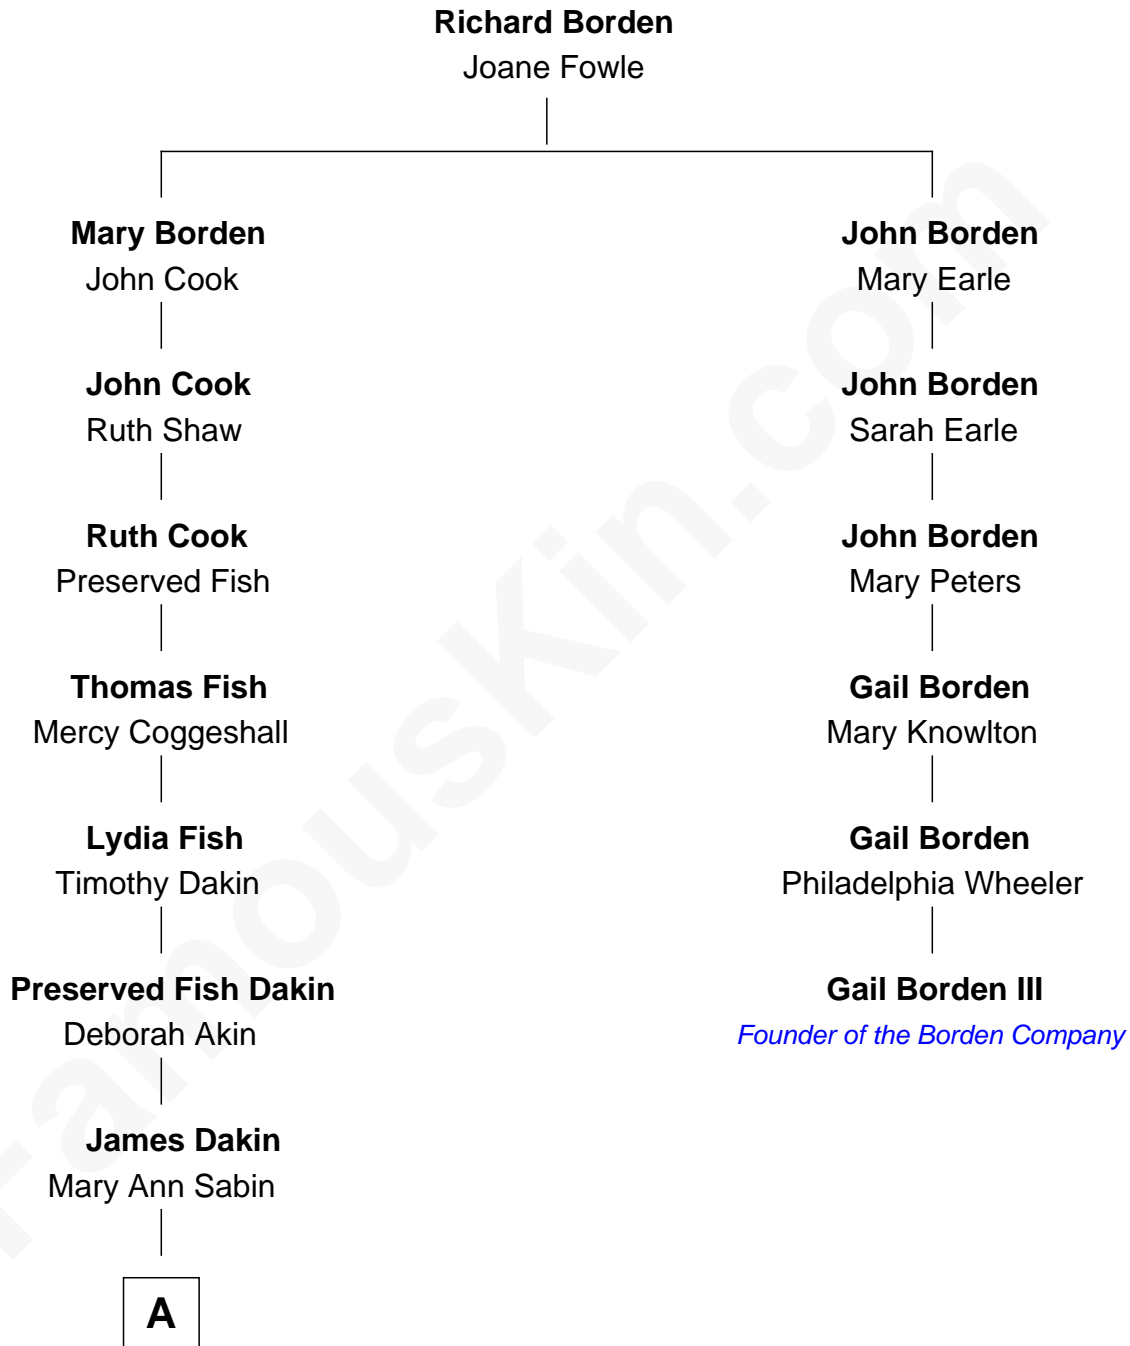 Richard Borden
Joane Fowle
Mary Borden
John Cook
John Borden
Mary Earle
John Cook
Ruth Shaw
John Borden
Sarah Earle
Ruth Cook
Preserved Fish
John Borden
Mary Peters
Thomas Fish
Mercy Coggeshall
Gail Borden
Mary Knowlton
Lydia Fish
Timothy Dakin
Gail Borden
Philadelphia Wheeler
Preserved Fish Dakin
Deborah Akin
Gail Borden III
Founder of the Borden Company
James Dakin
Mary Ann Sabin
A
FamousKin.com